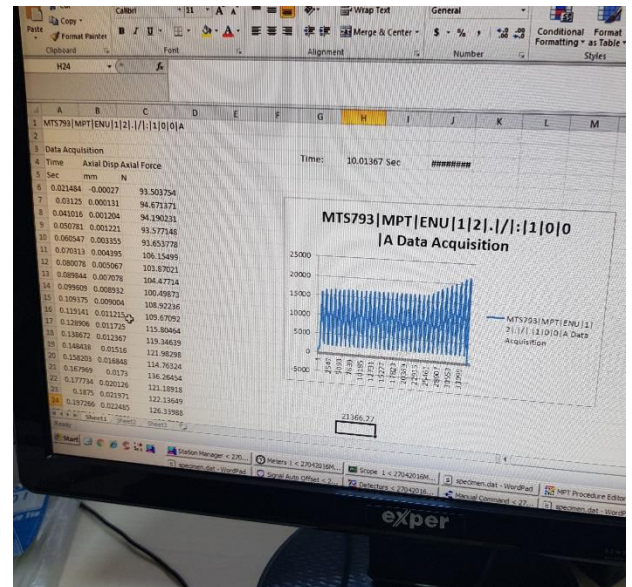 Calibri 11 A A Wrap Text General
Paste Copy
Format Painter B I U Merge & Center $ % , Conditional Format
Formatting as Table
Clipboard Font Alignment Number Styles
H24 fx
A B C D E F G H I J K L M
1 MTS793|MPT|ENU|1|2|.|/|:|1|0|0|A
2
3 Data Acquisition
4 Time Axial Disp Axial Force Time: 10.01367 Sec ########
5 Sec mm N
6 0.021484 -0.00027 93.503754
7 0.03125 0.000131 94.671371
8 0.041016 0.001204 94.190231
9 0.050781 0.001221 93.577148
10 0.060547 0.003355 93.653778
11 0.070313 0.004395 106.15499
12 0.080078 0.005067 103.87021
13 0.089844 0.007078 104.47714
14 0.099609 0.008932 100.49873
15 0.109375 0.009004 108.92236
16 0.119141 0.011215 109.67092
17 0.128906 0.011725 115.80464
18 0.138672 0.012367 119.34639
19 0.148438 0.01516 121.98298
20 0.158203 0.016848 114.76324
21 0.167969 0.0173 136.26454
22 0.177734 0.020126 121.18918
23 0.1875 0.021971 122.13649
24 0.197266 0.022485 126.33988
MTS793|MPT|ENU|1|2|.|/|:|1|0|0
|A Data Acquisition
25000
20000
15000
10000
5000
0
-5000
MTS793|MPT|ENU|1|
2|.|/|:|1|0|0|A Data
Acquisition
21366.27
Sheet1 Sheet2 Sheet3
Ready
Start Station Manager < 270... Meters 1 < 27042016M... Scope 1 < 27042016M... specimen.dat - WordPad MPT Procedure Editor
specimen.dat - WordPad Signal Auto Offset < 2... Detectors < 27042016... Manual Command < 27... specimen.dat - WordP
exper